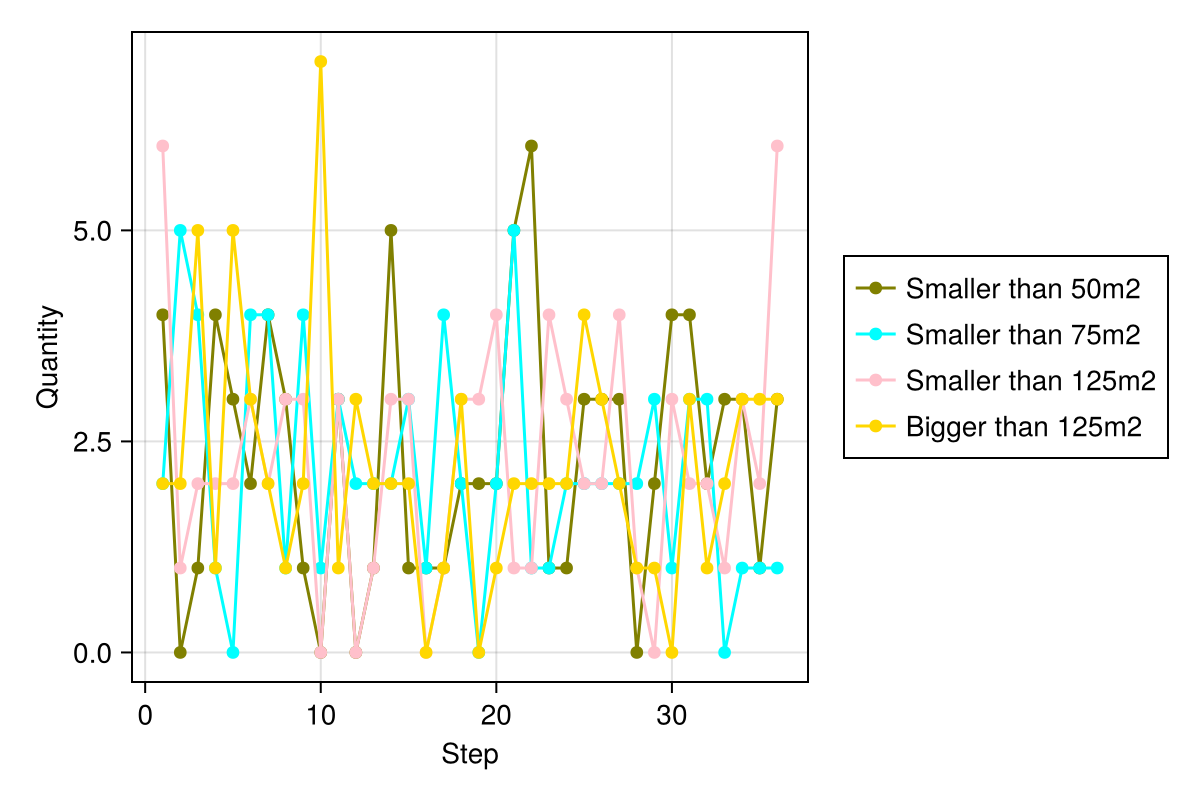 Quantity
5.0
2.5
0.0
0
10
20
30
Step
Smaller than 50m2
Smaller than 75m2
Smaller than 125m2
Bigger than 125m2